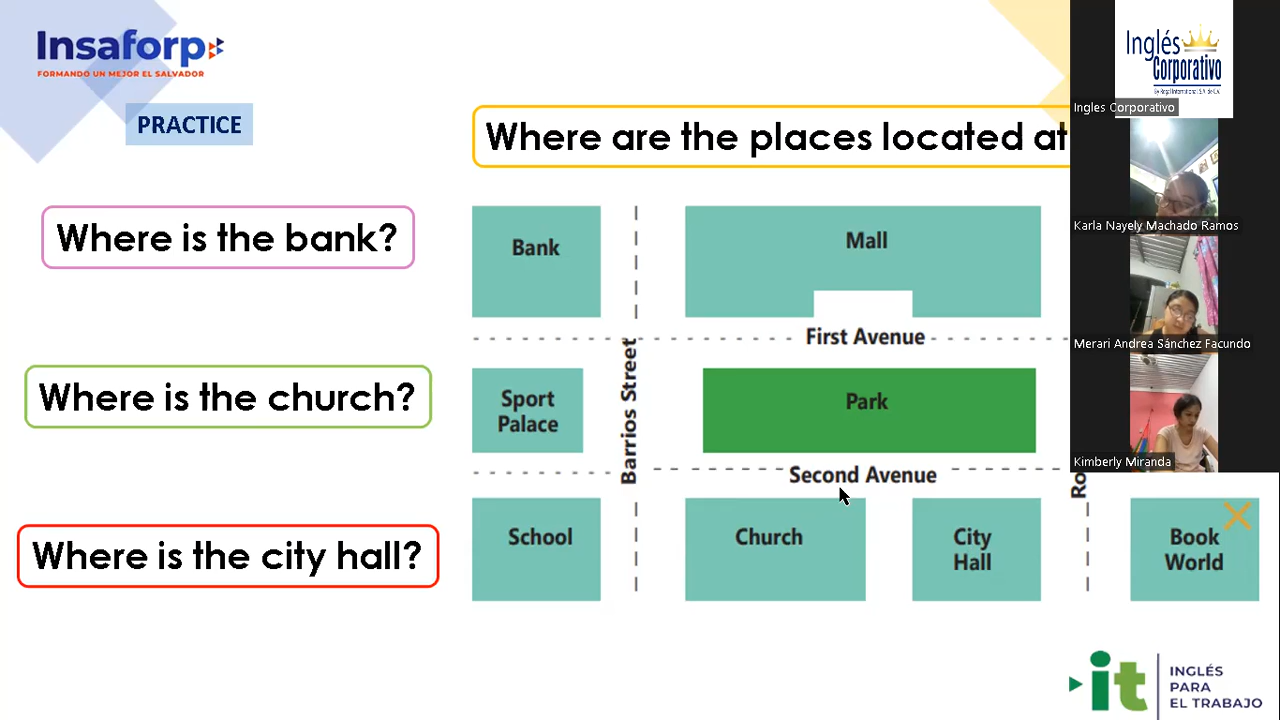 Insaforp
FORMANDO UN MEJOR EL SALVADOR
PRACTICE
Where are the places located at
Where is the bank?
Where is the church?
Where is the city hall?
Bank
Mall
First Avenue
Barrios Street
Sport
Palace
Park
Second Avenue
Ro
School
Church
City
Hall
Book
World
Inglés
Corporativo
Ingles Corporativo
Karla Nayely Machado Ramos
Merari Andrea Sánchez Facundo
Kimberly Miranda
it
INGLÉS
PARA
EL TRABAJO